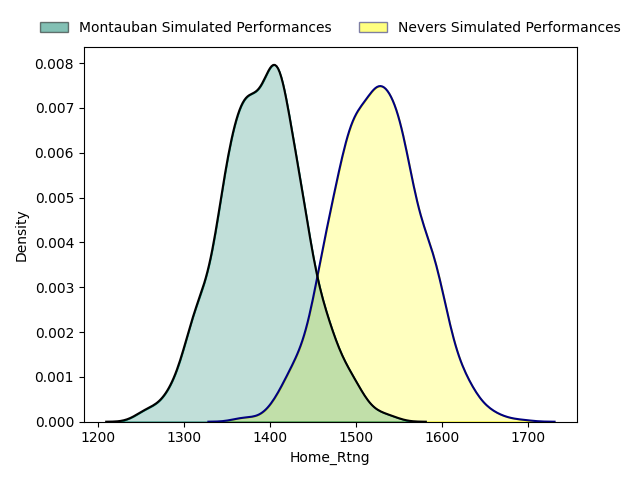 Montauban Simulated Performances
Nevers Simulated Performances
0.008
0.007
0.006
0.005
0.004
0.003
0.002
0.001
0.000
Density
1200 1300 1400 1500 1600 1700
Home_Rtng